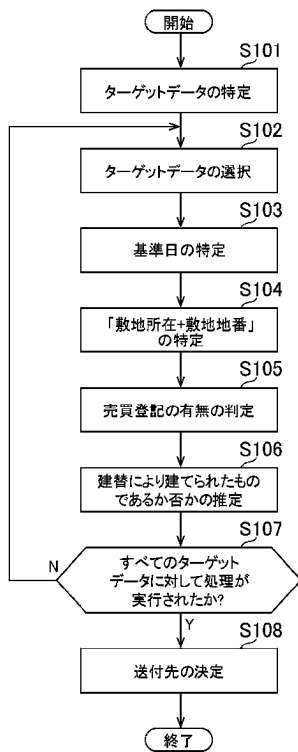 開始
S101
ターゲットデータの特定
S102
ターゲットデータの選択
S103
基準日の特定
S104
「敷地所在+敷地地番」
の特定
S105
売買登記の有無の判定
S106
建替により建てられたもの
であるか否かの推定
S107
すべてのターゲット
データに対して処理が
実行されたか?
N
Y
S108
送付先の決定
終了